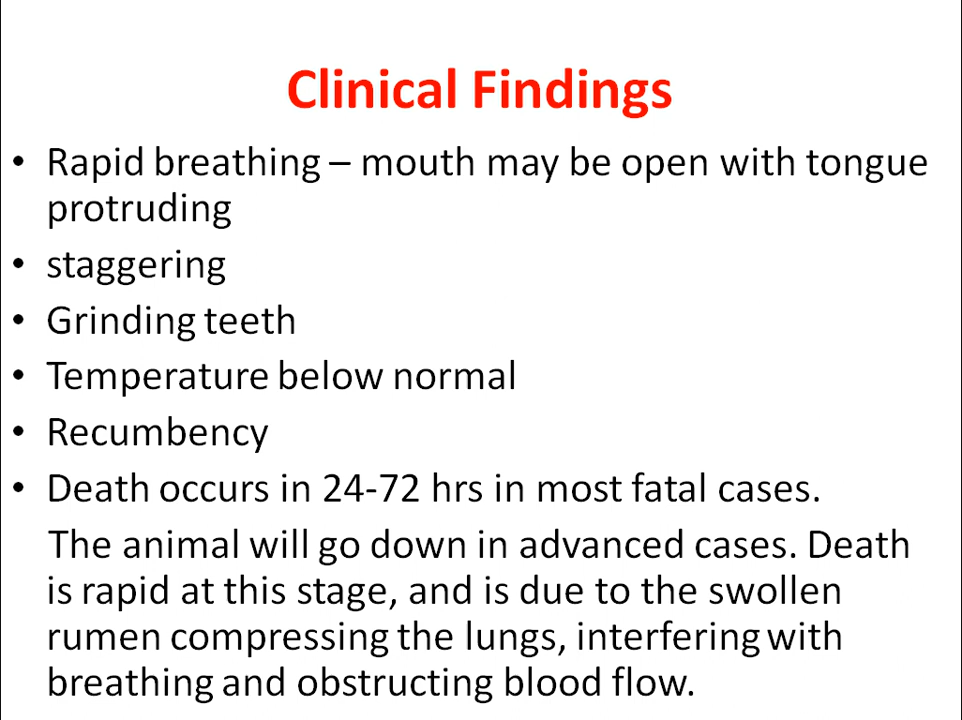 Clinical Findings
• Rapid breathing – mouth may be open with tongue
protruding
• staggering
• Grinding teeth
• Temperature below normal
• Recumbency
• Death occurs in 24-72 hrs in most fatal cases.
The animal will go down in advanced cases. Death
is rapid at this stage, and is due to the swollen
rumen compressing the lungs, interfering with
breathing and obstructing blood flow.